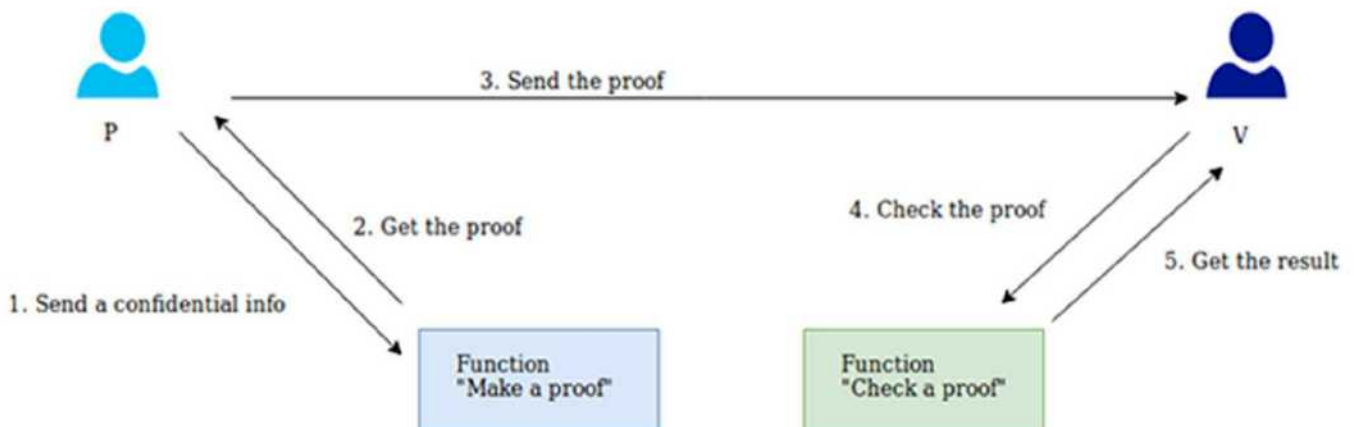 3. Send the proof
P
V
4. Check the proof
2. Get the proof
5. Get the result
1. Send a confidential info
Function
"Make a proof"
Function
"Check a proof"